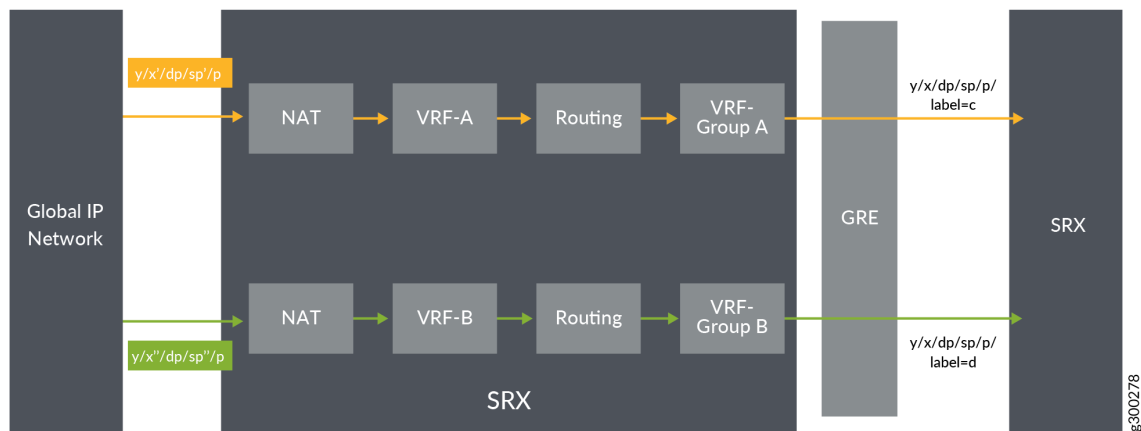 y/x'/dp/sp'/p
NAT
VRF-A
Routing
VRF-
Group A
y/x/dp/sp/p/
label=c
Global IP
Network
GRE
SRX
NAT
VRF-B
Routing
VRF-
Group B
y/x''/dp/sp''/p
y/x/dp/sp/p/
label=d
SRX
g300278